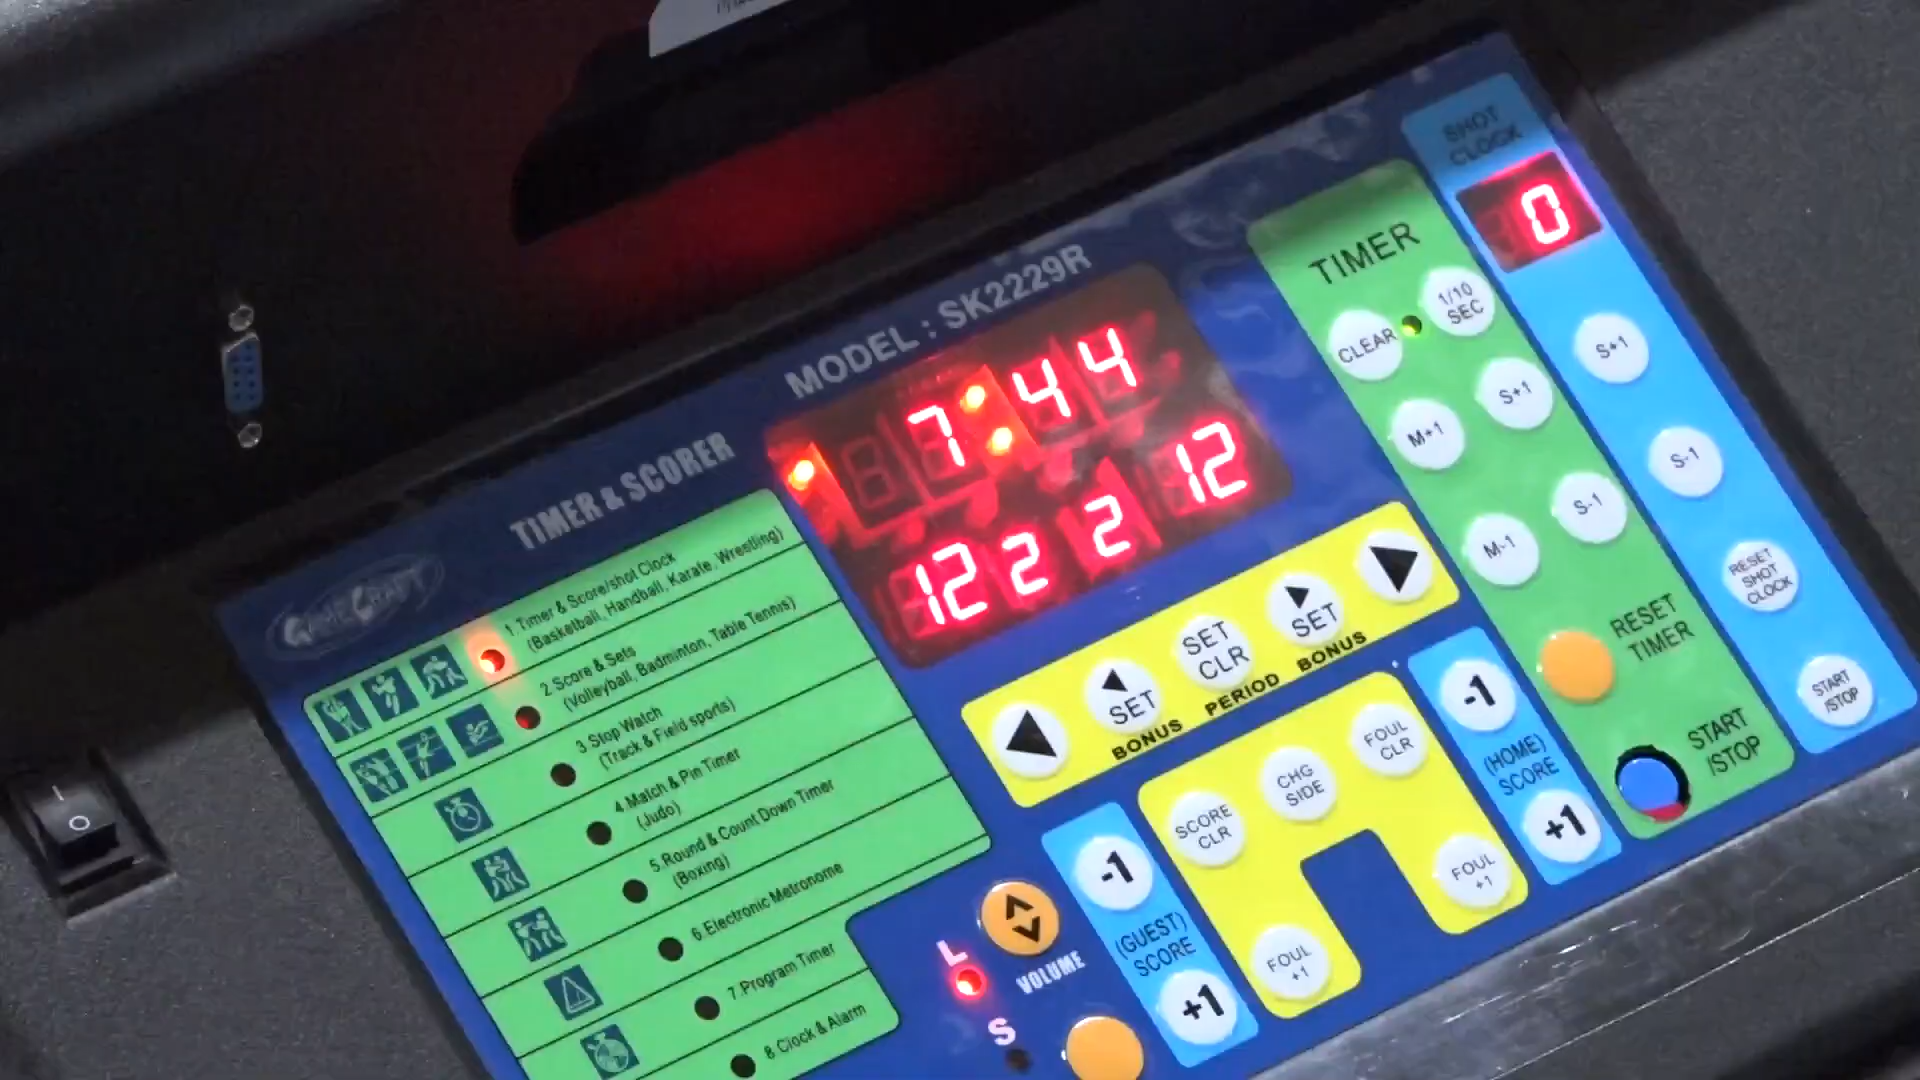 SHOT
CLOCK
0
TIMER
CLEAR
1/10
SEC
M+1
S+1
M-1
S-1
RESET
TIMER
START
/STOP
S+1
S-1
RESET
SHOT
CLOCK
START
/STOP
MODEL : SK2229R
TIMER & SCORER
GAMECRAFT
7:44
12 2 2 12
1 Timer & Score/shot Clock
(Basketball, Handball, Karate, Wrestling)
2 Score & Sets
(Volleyball, Badminton, Table Tennis)
3.Stop Watch
(Track & Field sports)
4.Match & Pin Timer
(Judo)
5.Round & Count Down Timer
(Boxing)
6.Electronic Metronome
7.Program Timer
8.Clock & Alarm
SET
SET
CLR
SET
BONUS PERIOD BONUS
SCORE
CLR
CHG
SIDE
FOUL
CLR
FOUL
+1
FOUL
+1
-1
(HOME)
SCORE
+1
-1
(GUEST)
SCORE
+1
L
VOLUME
S